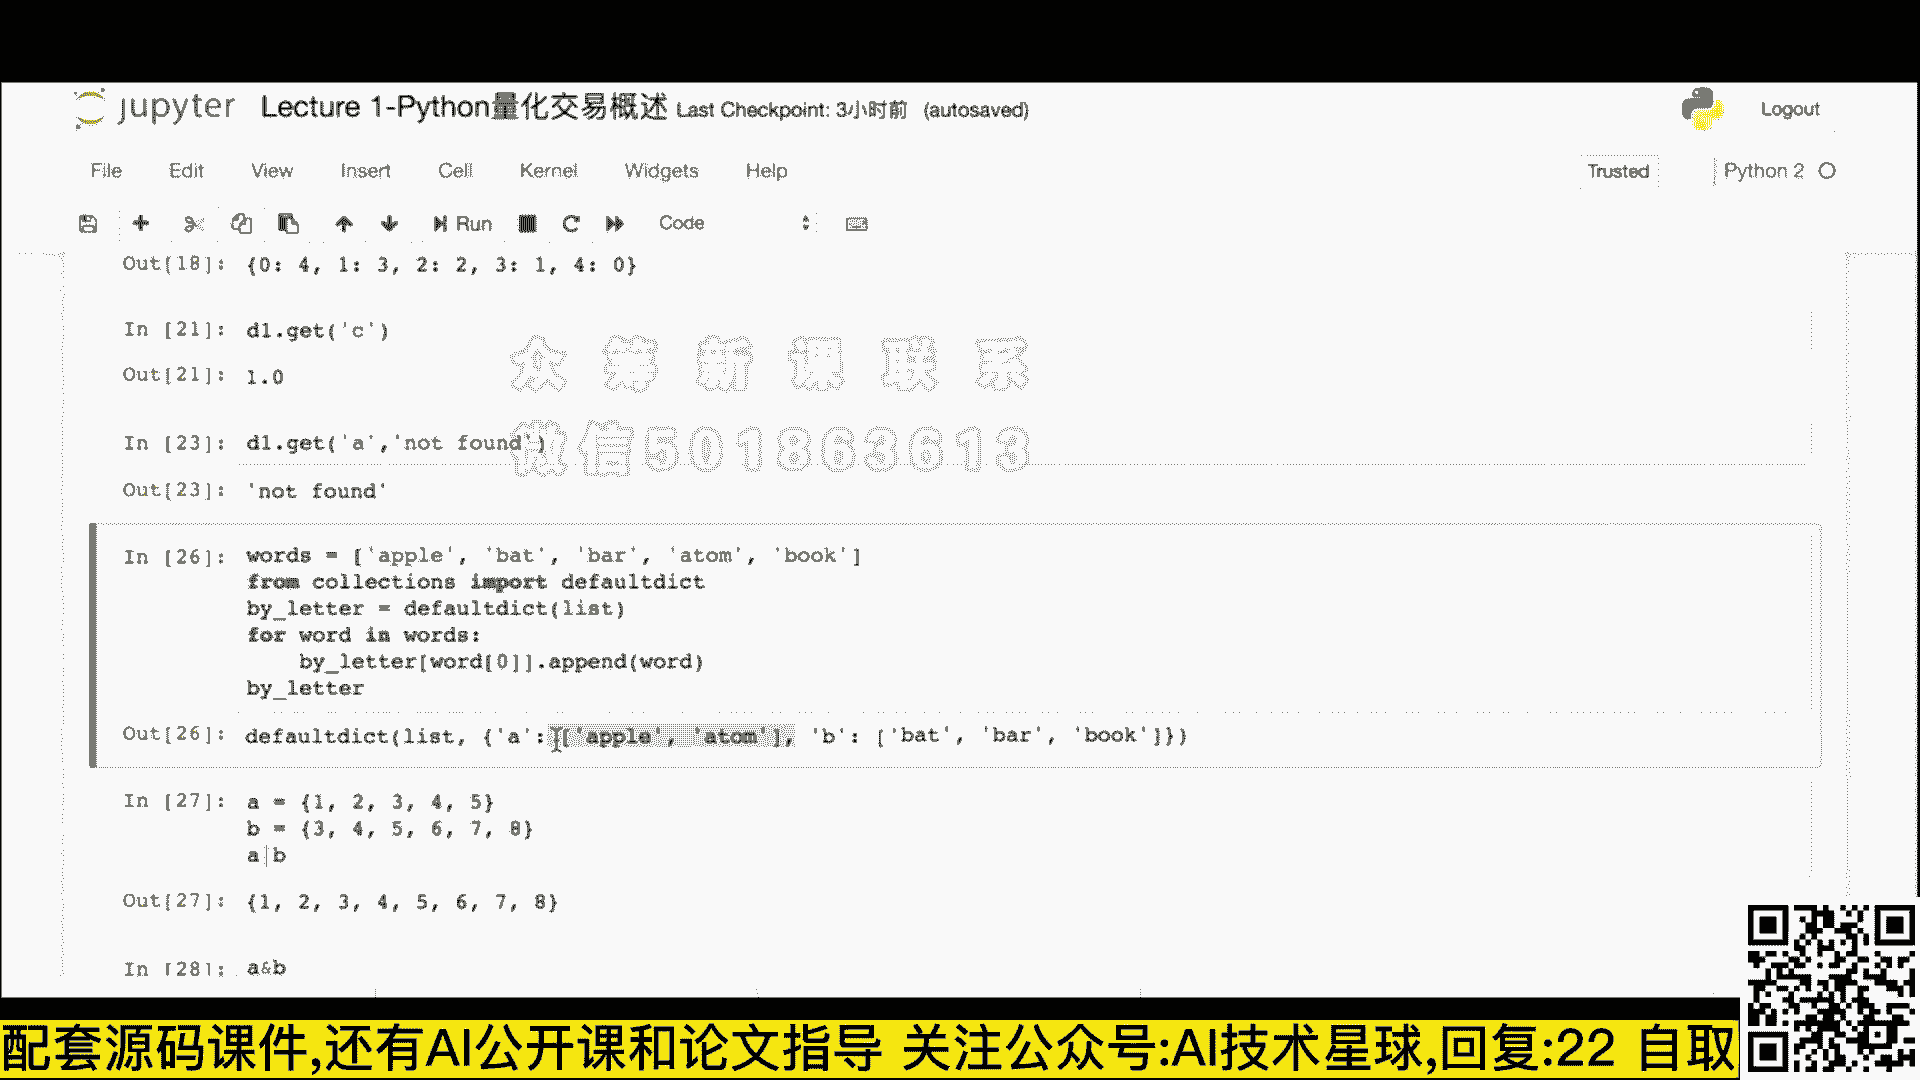 jupyter Lecture 1-Python量化交易概述 Last Checkpoint: 3小时前 (autosaved) Logout
File Edit View Insert Cell Kernel Widgets Help Trusted Python 2
Run Code
Out[18]: {0: 4, 1: 3, 2: 2, 3: 1, 4: 0}
In [21]: d1.get('c')
Out[21]: 1.0
众筹新课联系
In [23]: d1.get('a','not found')
微信501863613
Out[23]: 'not found'
In [26]: words = ['apple', 'bat', 'bar', 'atom', 'book']
from collections import defaultdict
by_letter = defaultdict(list)
for word in words:
by_letter[word[0]].append(word)
by_letter
Out[26]: defaultdict(list, {'a': ['apple', 'atom'], 'b': ['bat', 'bar', 'book']})
In [27]: a = {1, 2, 3, 4, 5}
b = {3, 4, 5, 6, 7, 8}
a|b
Out[27]: {1, 2, 3, 4, 5, 6, 7, 8}
In [28]: a&b
配套源码课件,还有AI公开课和论文指导 关注公众号:AI技术星球,回复:22 自取